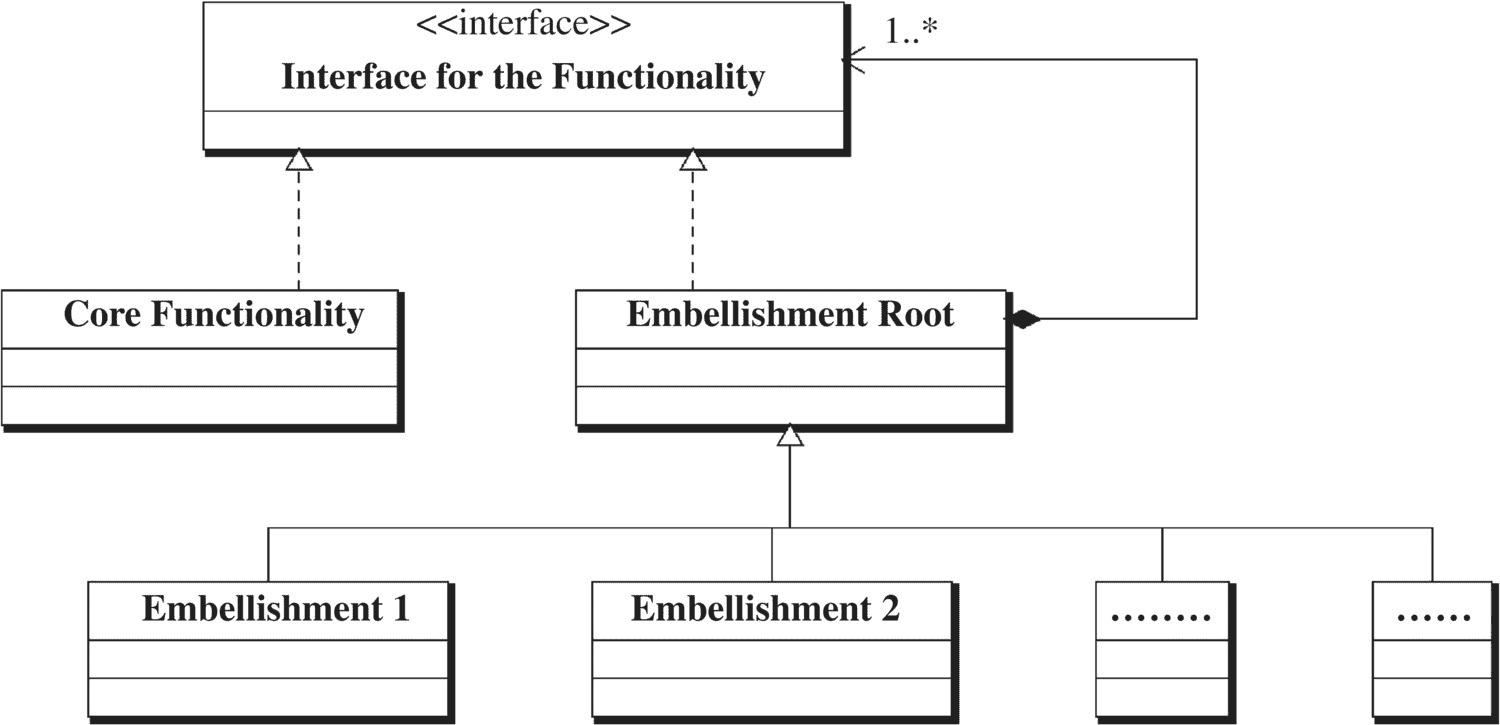 <<interface>>
1..*
Interface for the Functionality
Core Functionality
Embellishment Root
Embellishment 1
Embellishment 2
........
......